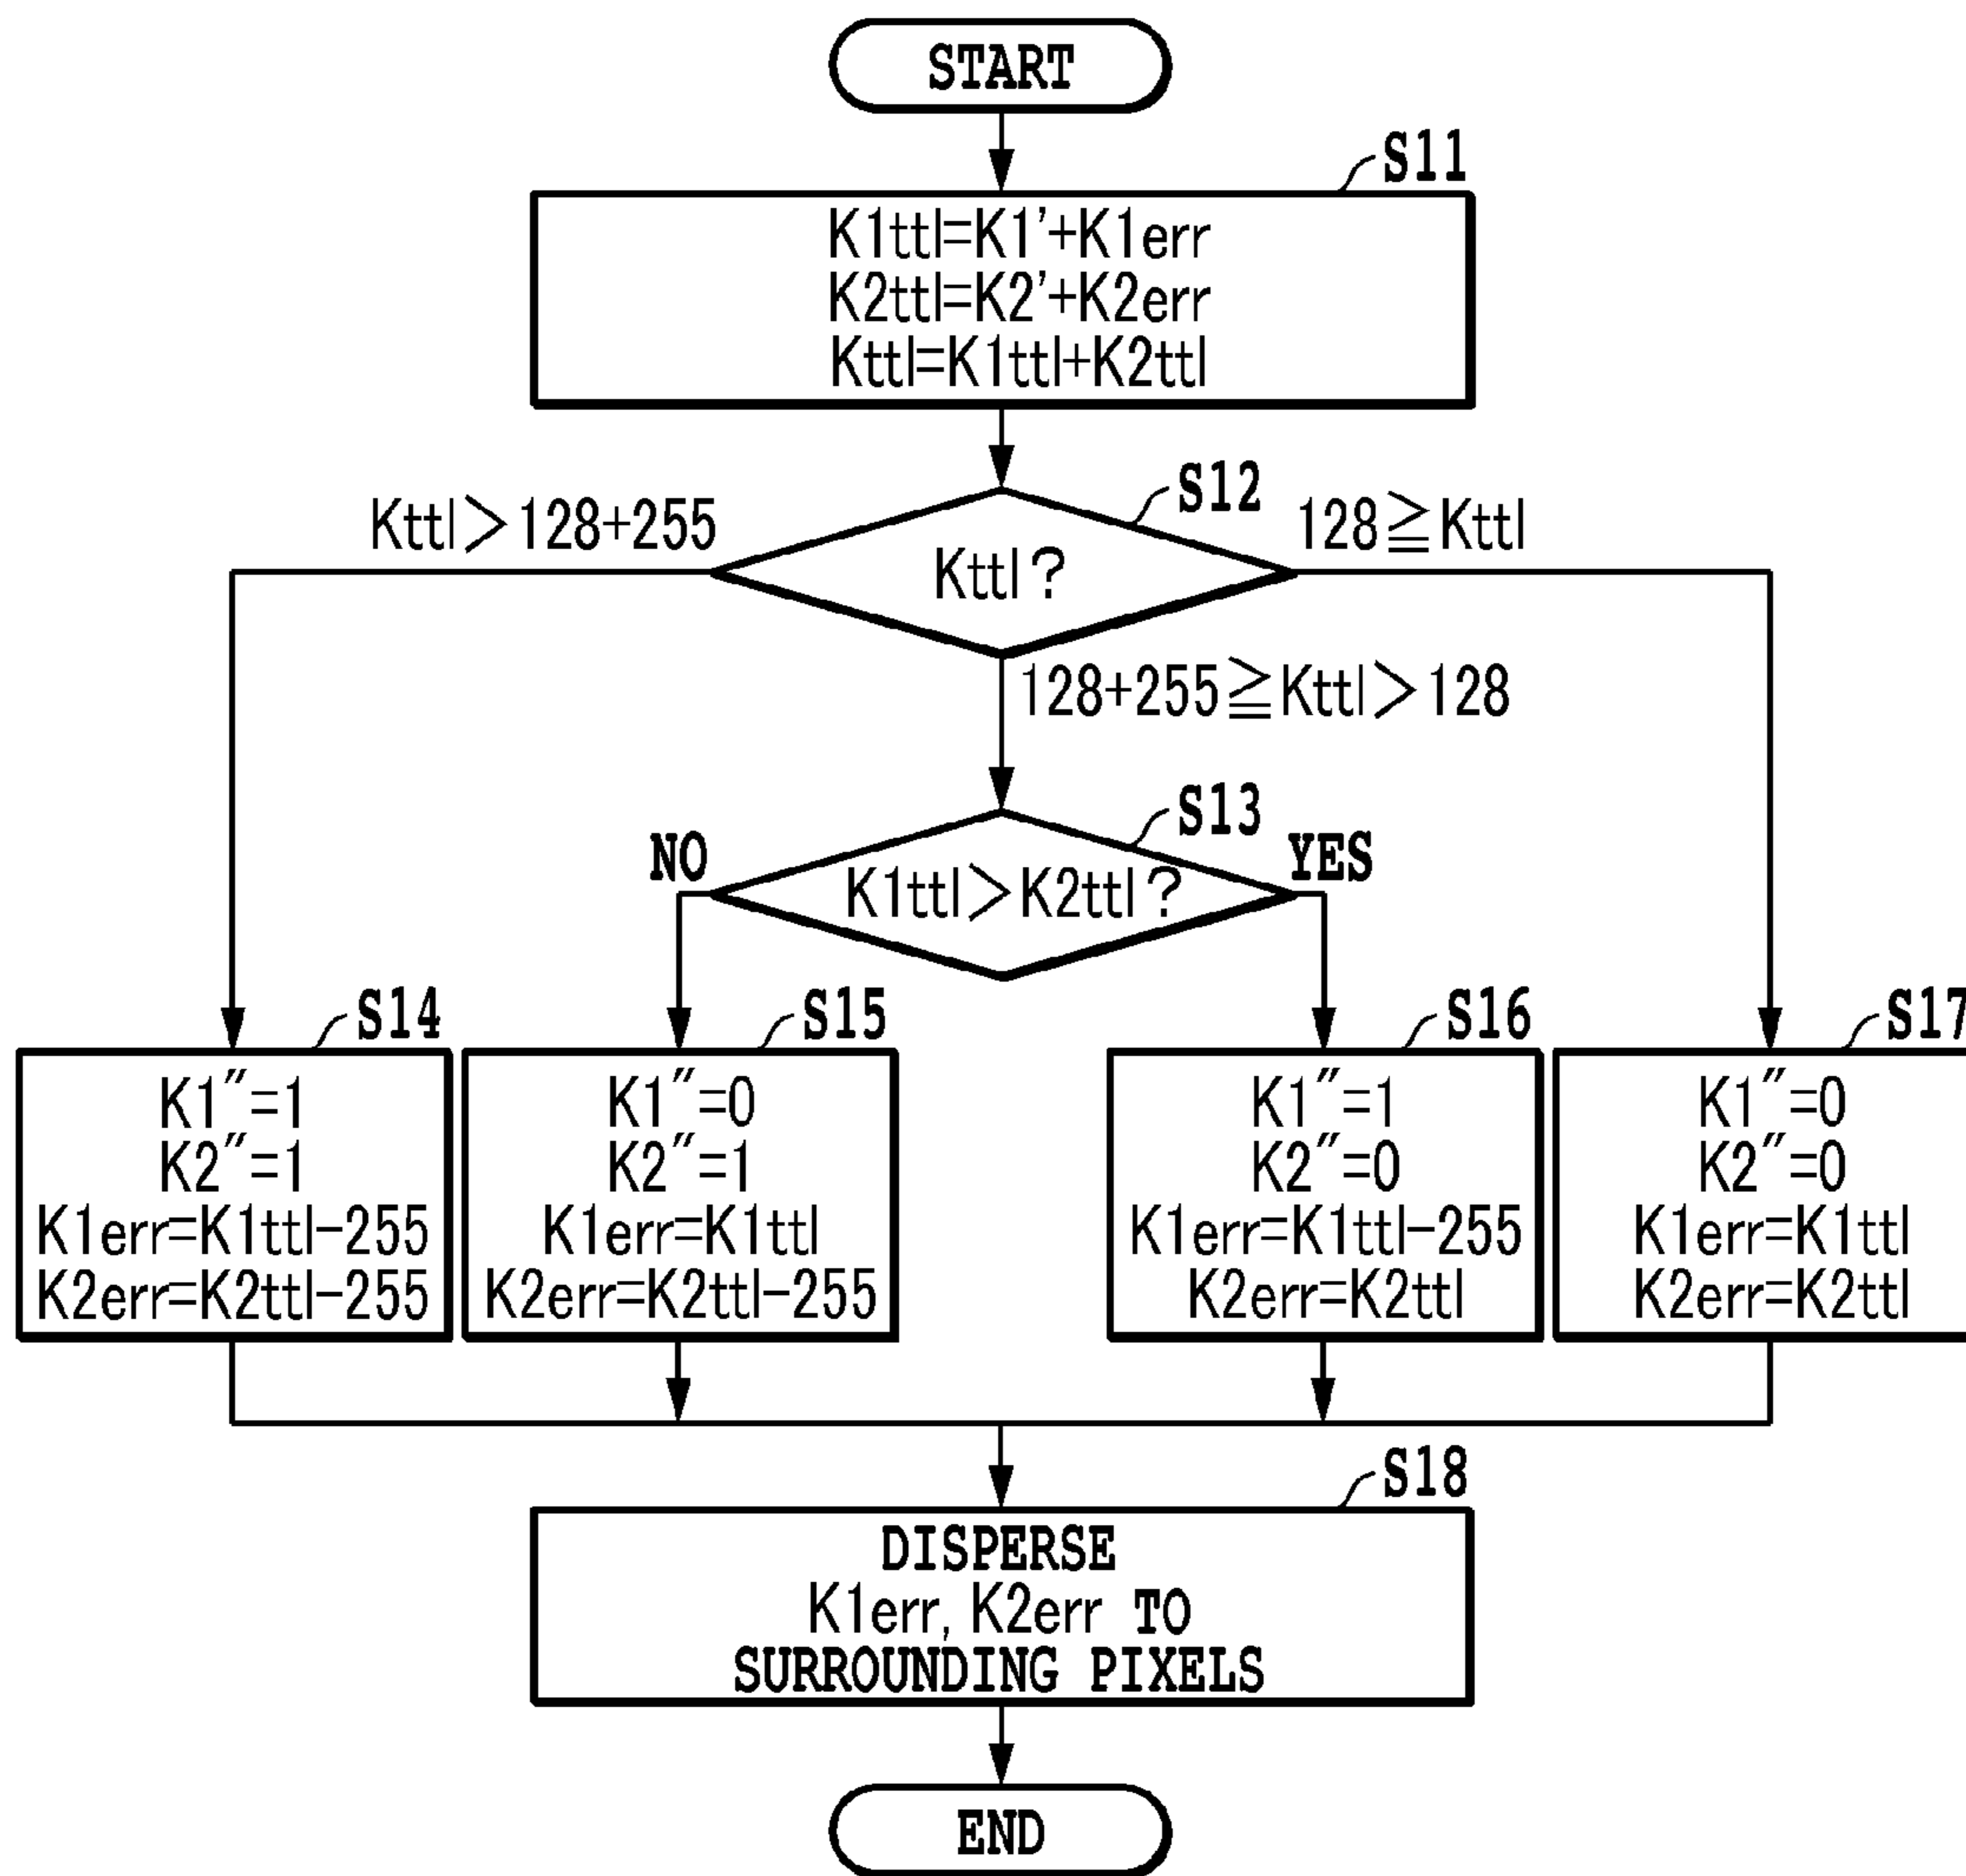 START
S11
K1ttl=K1'+K1err
K2ttl=K2'+K2err
Kttl=K1ttl+K2ttl
S12
Kttl>128+255
128≧Kttl
Kttl?
128+255≧Kttl>128
S13
NO
YES
K1ttl>K2ttl?
S14
K1″=1
K2″=1
K1err=K1ttl-255
K2err=K2ttl-255
S15
K1″=0
K2″=1
K1err=K1ttl
K2err=K2ttl-255
S16
K1″=1
K2″=0
K1err=K1ttl-255
K2err=K2ttl
S17
K1″=0
K2″=0
K1err=K1ttl
K2err=K2ttl
S18
DISPERSE
K1err, K2err TO
SURROUNDING PIXELS
END